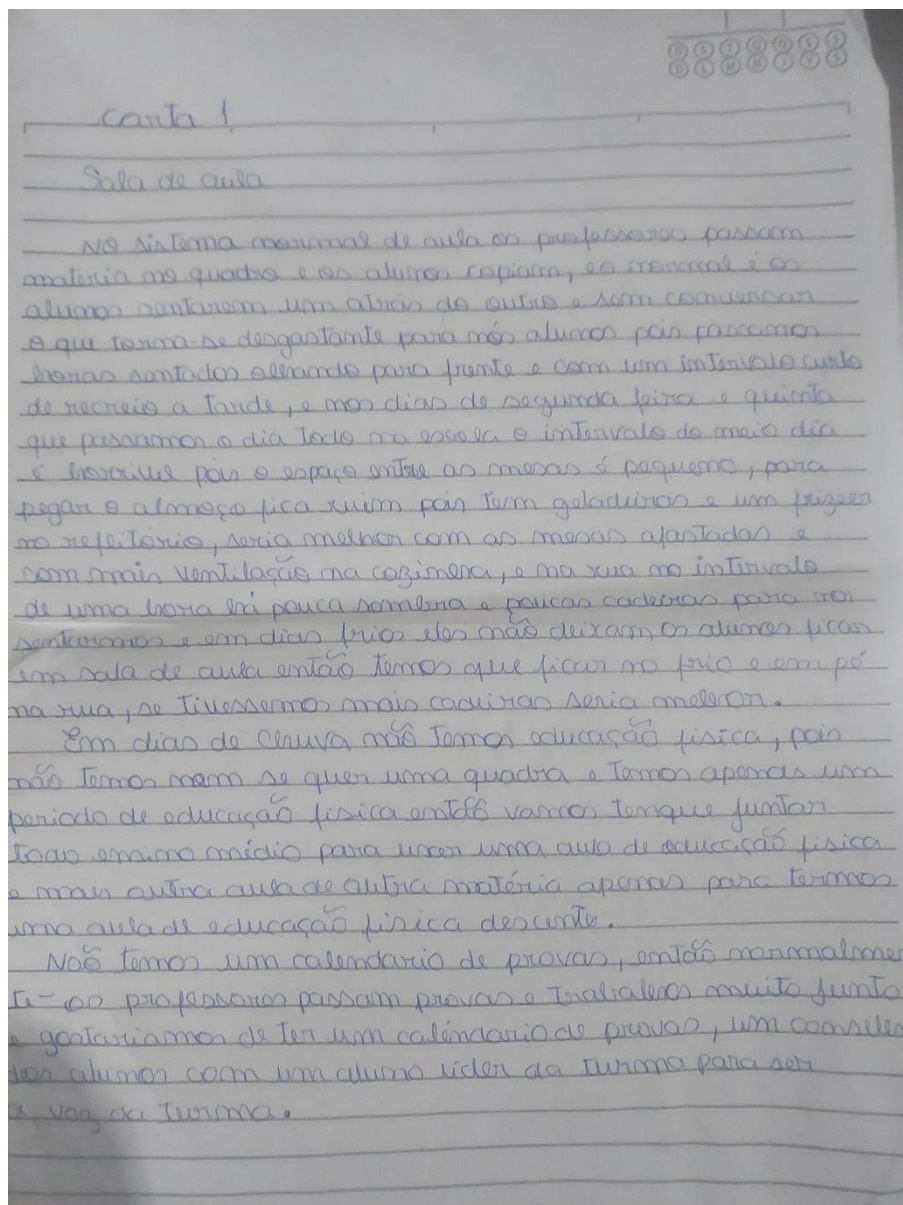 D S T Q Q S S
D L M M J V S
Carta 1
Sala de aula
No sistema normal de aula os professores passam
materia no quadro e os alunos copiam, eo normal é os
alunos sentarem um atrás do outro e sem conversar
o que torna-se desgastante para nós alunos pois passamos
horas sentados olhando para frente e com um intervalo curto
de recreio a tarde, e nos dias de segunda feira e quinta
que passamos o dia todo na escola o intervalo do meio dia
é horrivel pois o espaço entre as mesas é pequeno, para
pegar o almoço fica ruim pois tem geladeiras e um frizeer
no refeitório, seria melhor com as mesas afastadas e
com mais ventilação na cozinha, e na rua no intervalo
de uma hora há pouca sombra e poucas cadeiras para nos
sentarmos e em dias frios eles não deixam os alunos ficar
em sala de aula então temos que ficar no frio e em pé
na rua, se tivessemos mais cadeiras seria melhor.
Em dias de chuva não temos educação fisica, pois
não temos nem se quer uma quadra e temos apenas um
periodo de educação fisica então vamos tenque juntar
todo ensino médio para uma aula de educação fisica
e mais outra aula de outra matéria apenas para termos
uma aula de educação fisica descente.
Não temos um calendario de provas, então normalmen
te os professores passam provas e trabalhos muito junto
e gostariamos de ter um caléndario de provas, um conselho
dos alunos com um aluno lider da turma para ser
a voz da turma.